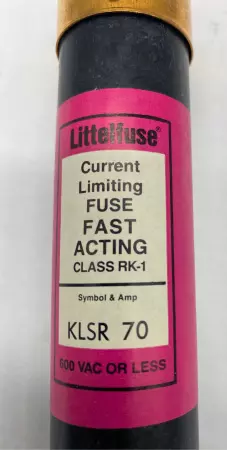 Littelfuse®
Current
Limiting
FUSE
FAST
ACTING
CLASS RK-1
Symbol & Amp
KLSR 70
600 VAC OR LESS